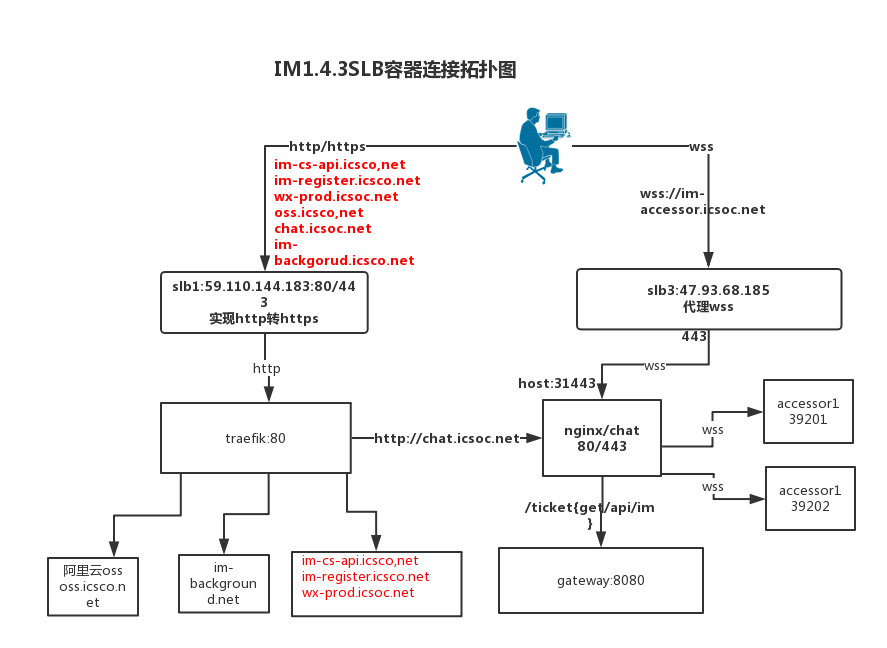 IM1.4.3SLB容器连接拓扑图
http/https
wss
im-cs-api.icsco,net
im-register.icsco.net
wx-prod.icsoc.net
oss.icsco,net
chat.icsoc.net
im-
backgorud.icsco.net
wss://im-
accessor.icsoc.net
slb1:59.110.144.183:80/44
3
实现http转https
slb3:47.93.68.185
代理wss
443
http
wss
host:31443
traefik:80
http://chat.icsoc.net
nginx/chat
80/443
wss
accessor1
39201
wss
accessor1
39202
/ticket{get/api/im
}
阿里云oss
oss.icsco.n
et
im-
backgroun
d.net
im-cs-api.icsco,net
im-register.icsco.net
wx-prod.icsoc.net
gateway:8080